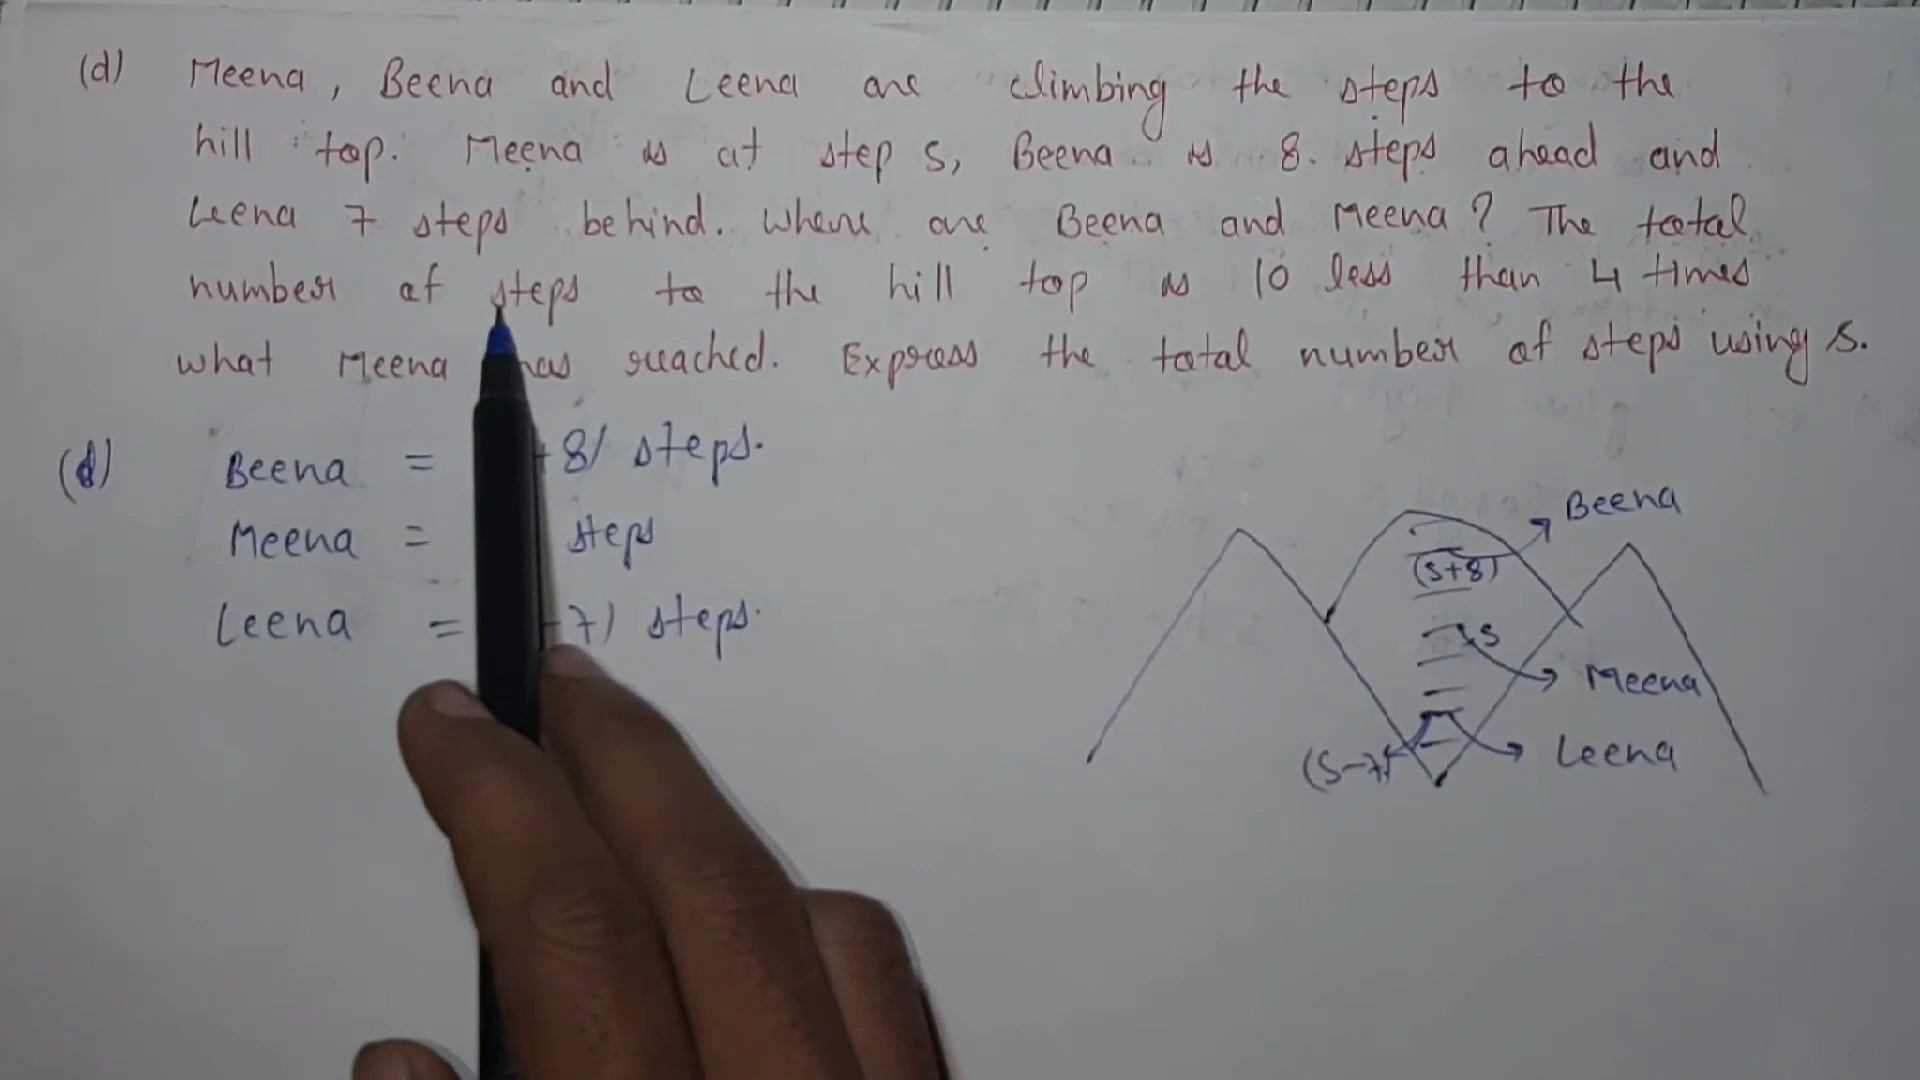 (d) Meena, Beena and Leena are climbing the steps to the
hill top. Meena is at step s, Beena is 8 steps ahead and
Leena 7 steps behind. Where are Beena and Meena? The total
number of steps to the hill top is 10 less than 4 times
what Meena has reached. Express the total number of steps using s.
(d) Beena = +8) steps.
Meena = steps
Leena = -7) steps.
Beena
(s+8)
s
Meena
(s-7)
Leena